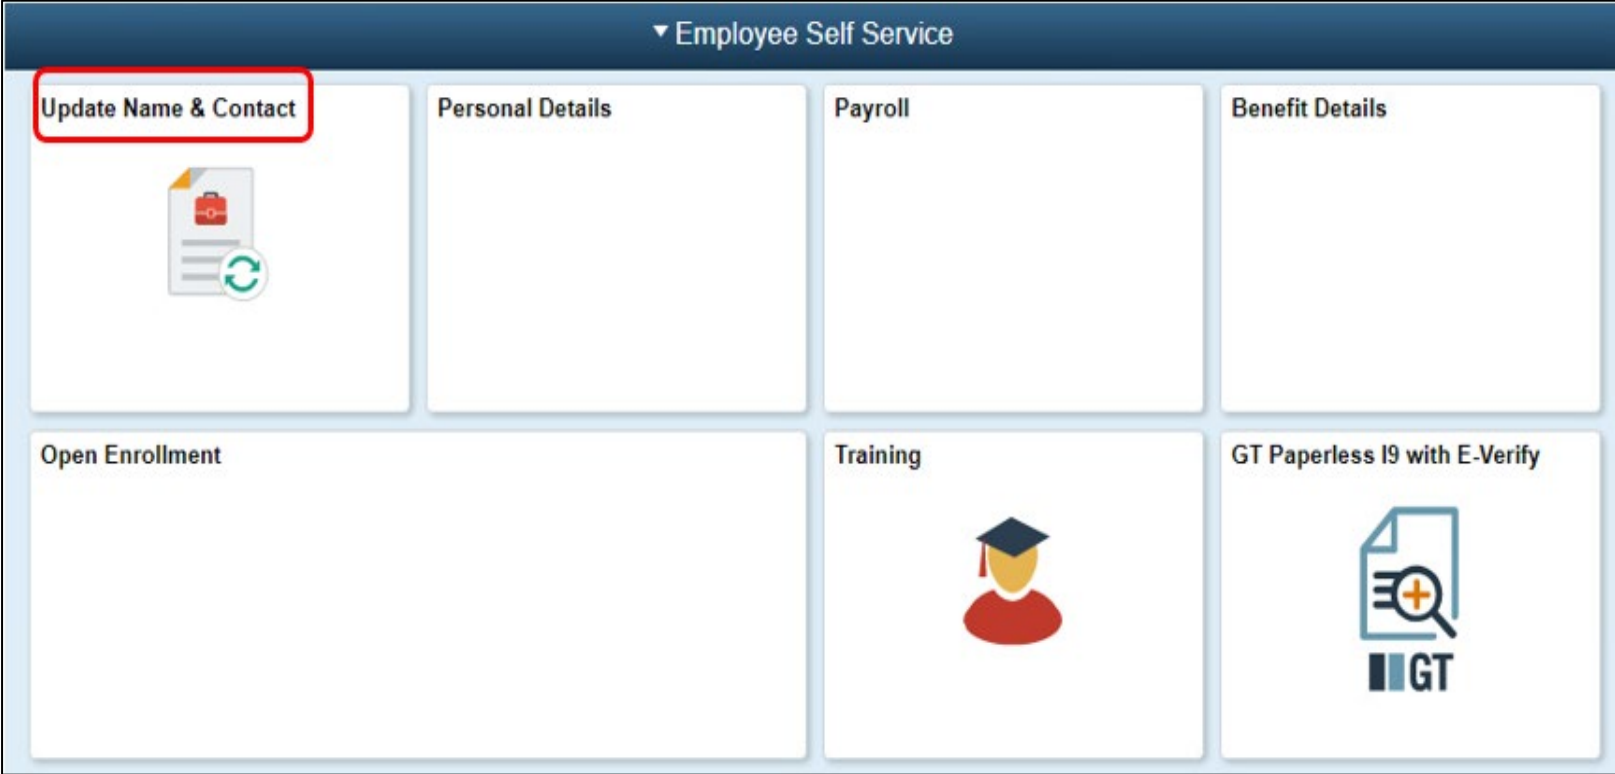 Employee Self Service
Update Name & Contact
Personal Details
Payroll
Benefit Details
Open Enrollment
Training
GT Paperless I9 with E-Verify
GT